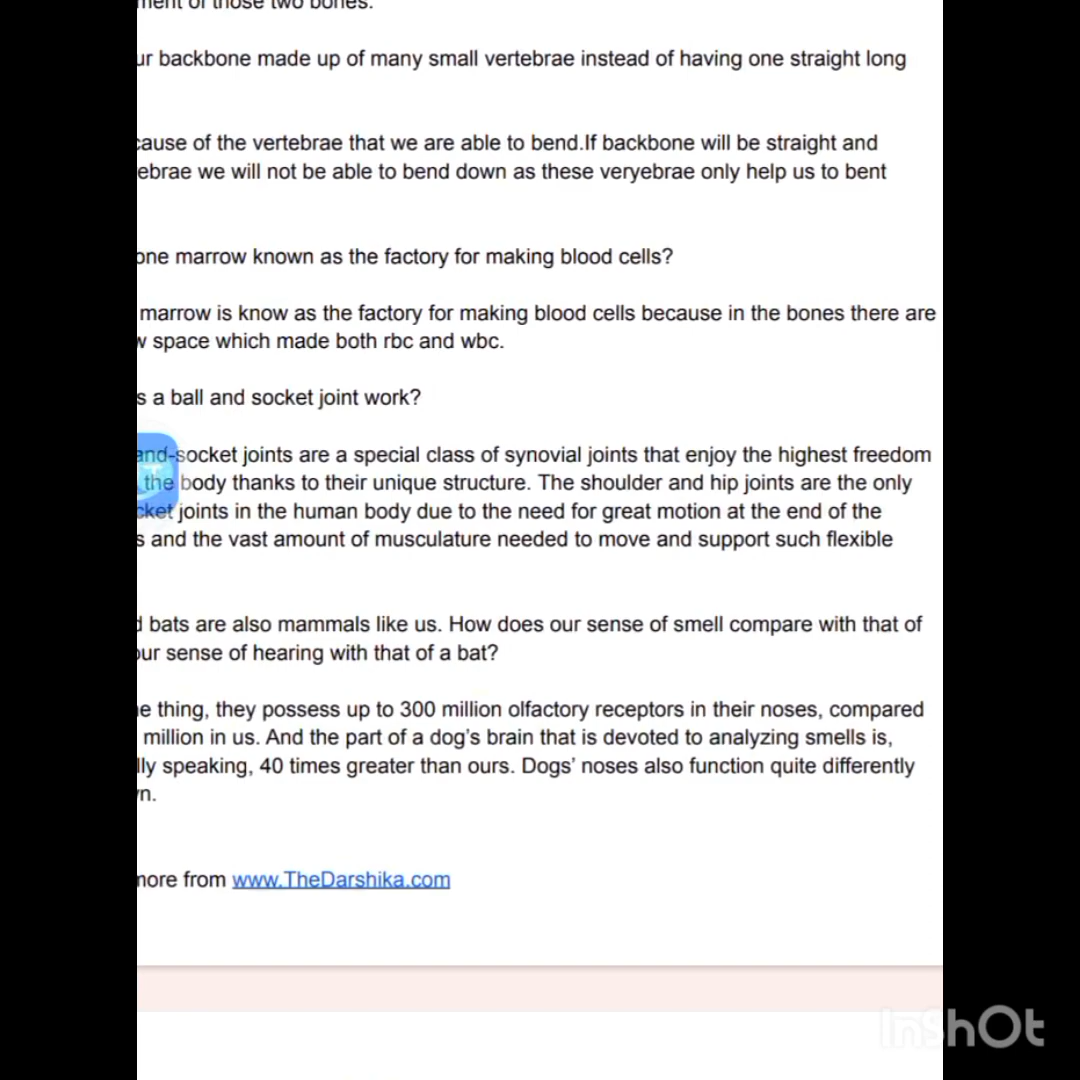 ment of those two bones.
ur backbone made up of many small vertebrae instead of having one straight long
cause of the vertebrae that we are able to bend.If backbone will be straight and
ebrae we will not be able to bend down as these veryebrae only help us to bent
one marrow known as the factory for making blood cells?
marrow is know as the factory for making blood cells because in the bones there are
w space which made both rbc and wbc.
s a ball and socket joint work?
and-socket joints are a special class of synovial joints that enjoy the highest freedom
the body thanks to their unique structure. The shoulder and hip joints are the only
cket joints in the human body due to the need for great motion at the end of the
s and the vast amount of musculature needed to move and support such flexible
d bats are also mammals like us. How does our sense of smell compare with that of
our sense of hearing with that of a bat?
e thing, they possess up to 300 million olfactory receptors in their noses, compared
million in us. And the part of a dog's brain that is devoted to analyzing smells is,
lly speaking, 40 times greater than ours. Dogs' noses also function quite differently
n.
more from www.TheDarshika.com
InShOt